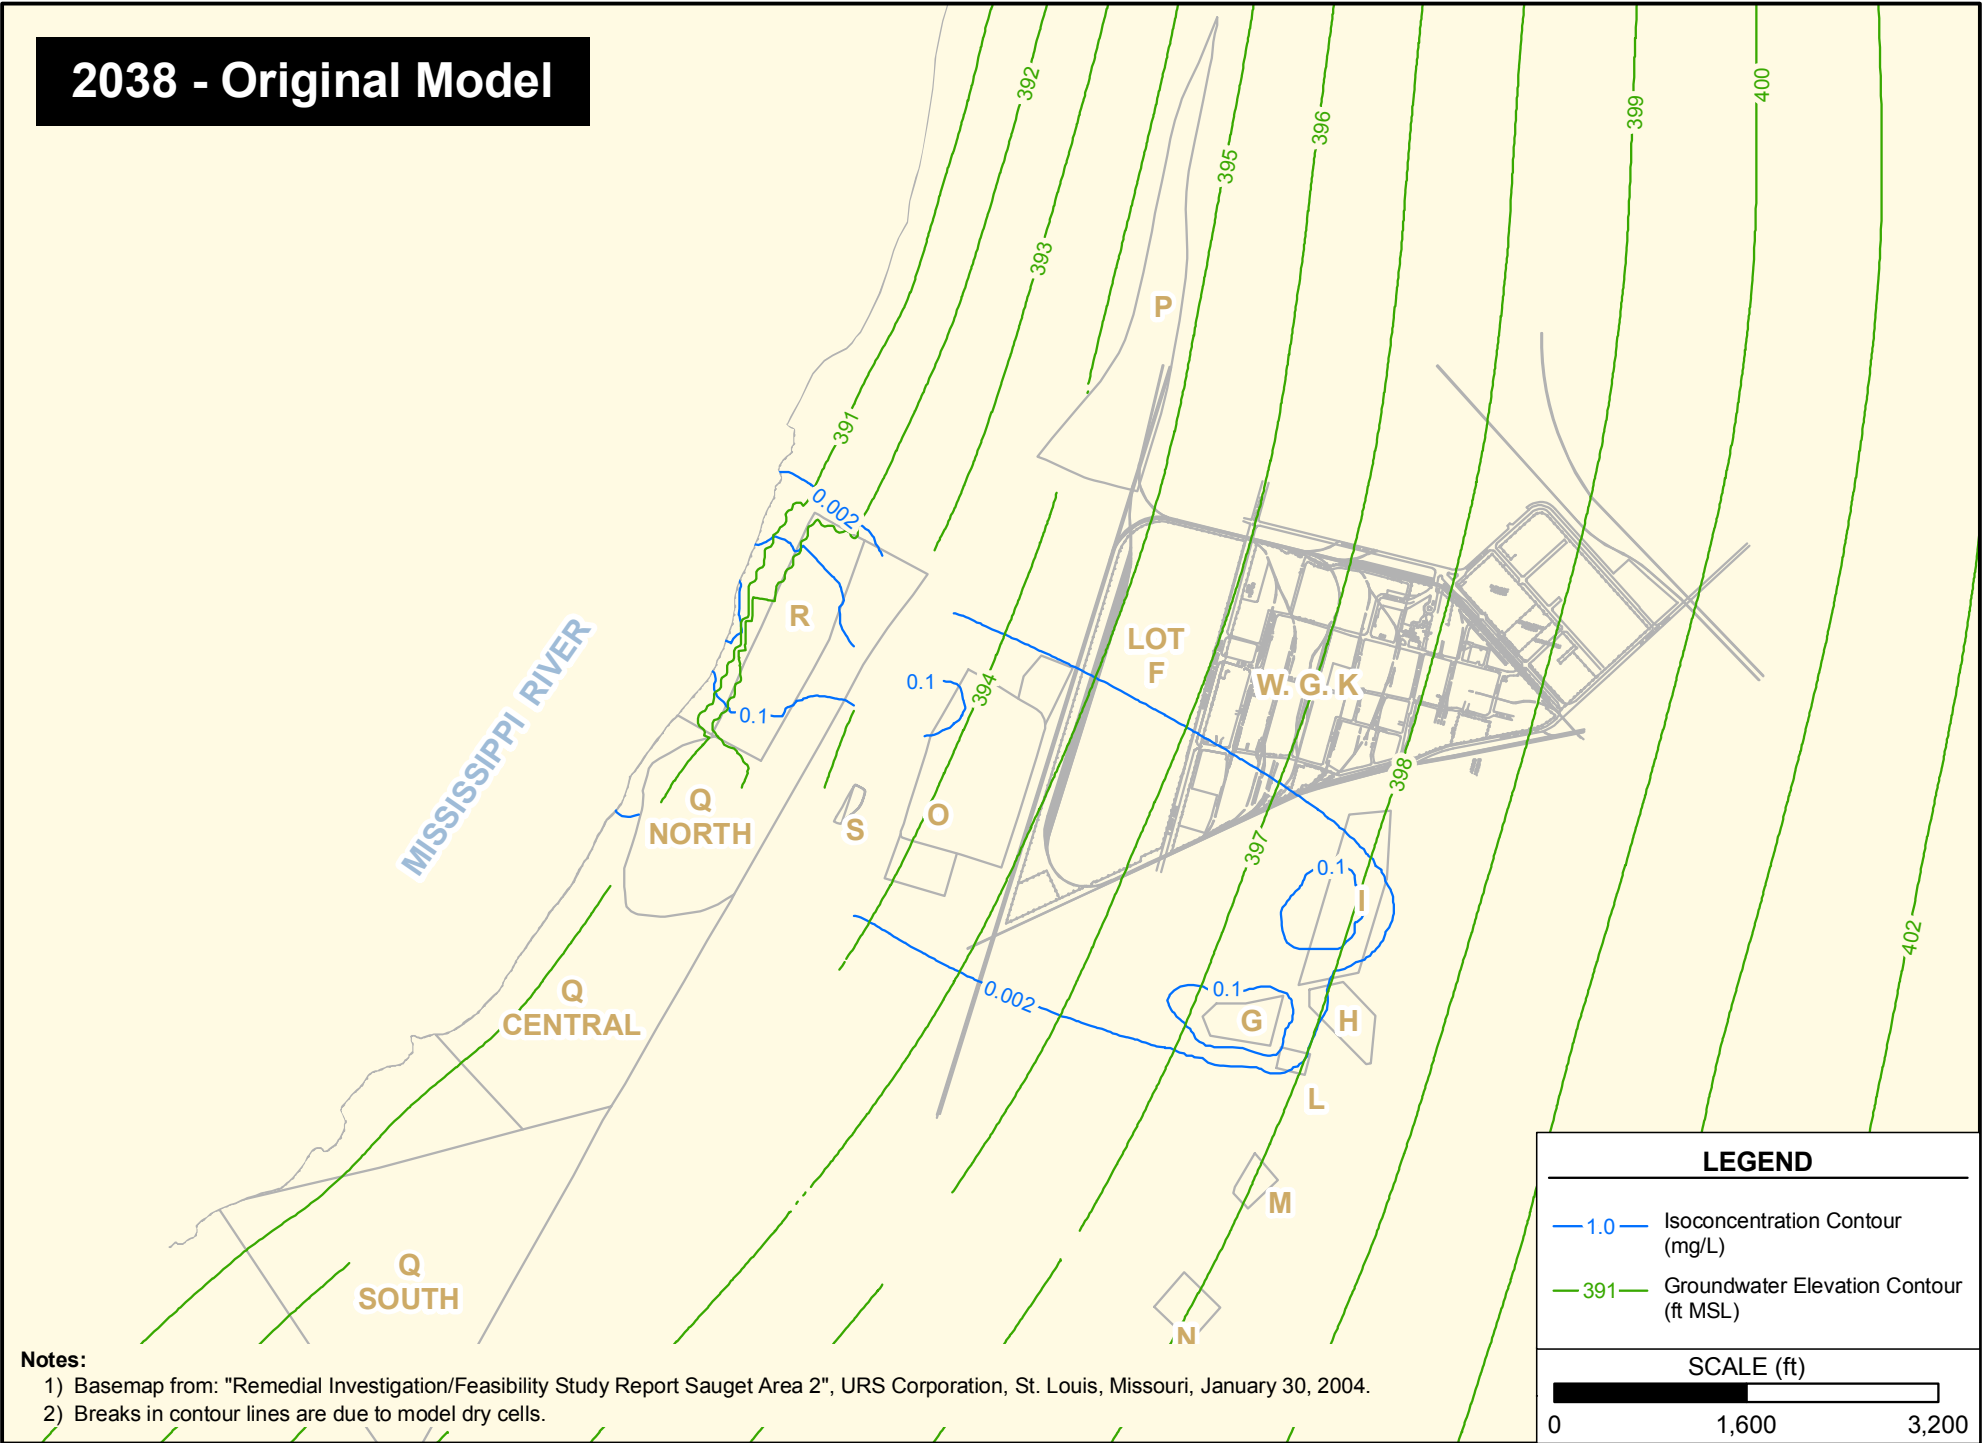 2038 - Original Model
392
400
399
396
395
393
P
391
0.002
R
LOT
F
W. G. K
0.1
394
0.1
MISSISSIPPI RIVER
398
Q
NORTH
S
O
397
0.1
I
402
Q
CENTRAL
0.002
0.1
G
H
L
M
Q
SOUTH
N
LEGEND
1.0 Isoconcentration Contour
(mg/L)
391 Groundwater Elevation Contour
(ft MSL)
SCALE (ft)
0 1,600 3,200
Notes:
1) Basemap from: "Remedial Investigation/Feasibility Study Report Sauget Area 2", URS Corporation, St. Louis, Missouri, January 30, 2004.
2) Breaks in contour lines are due to model dry cells.